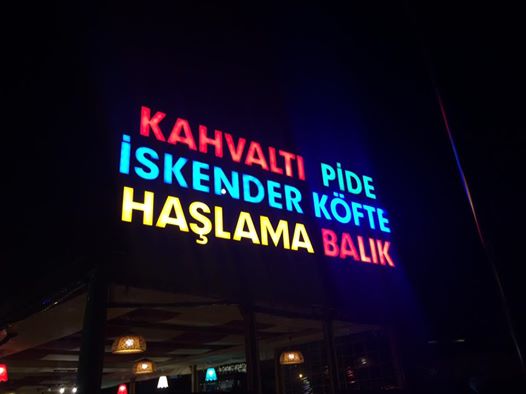 KAHVALTI PİDE
İSKENDER KÖFTE
HAŞLAMA BALIK